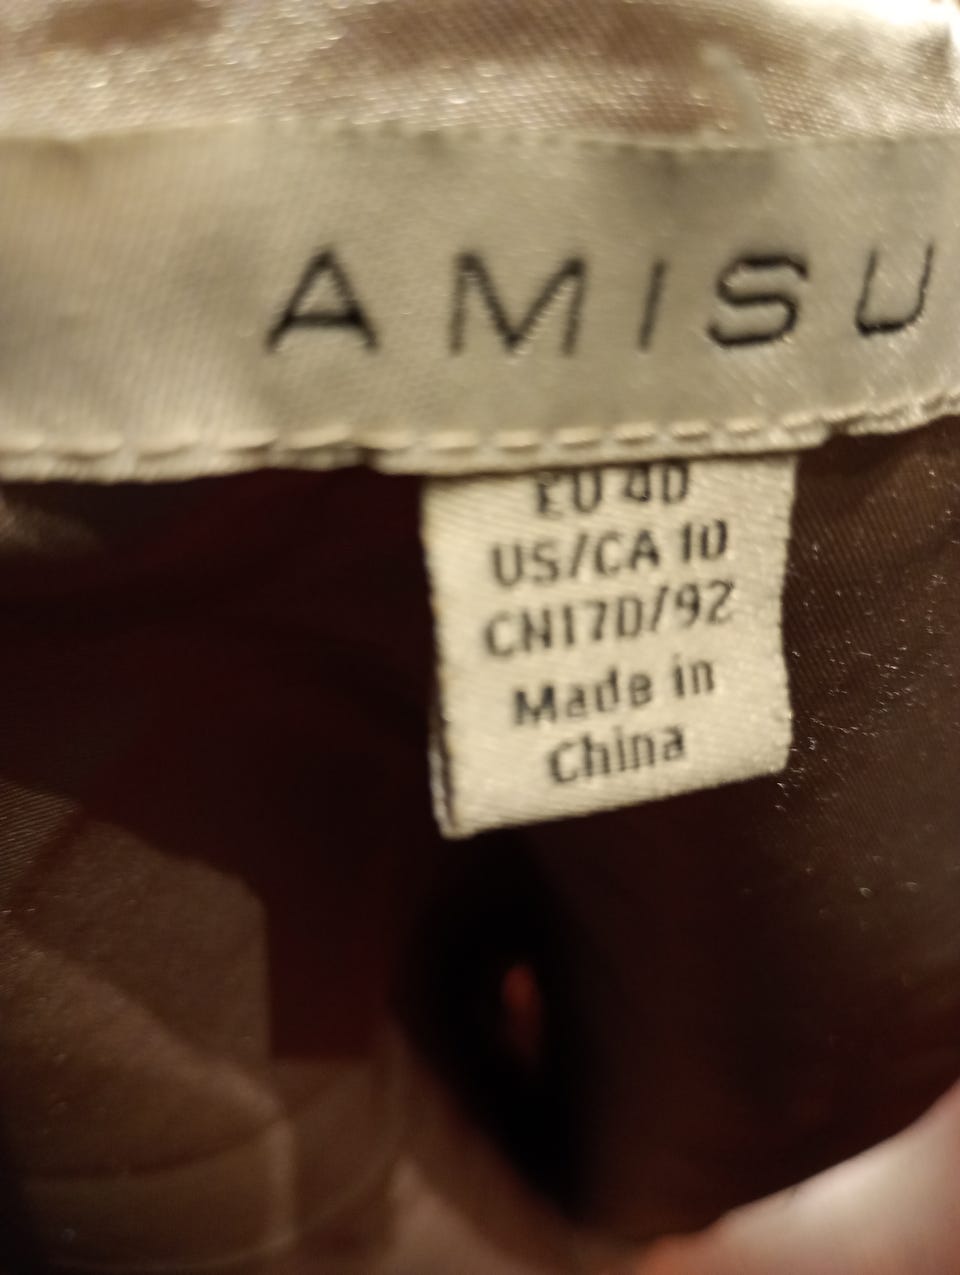 AMISU
EU 40
US/CA 10
CN170/92
Made in
China